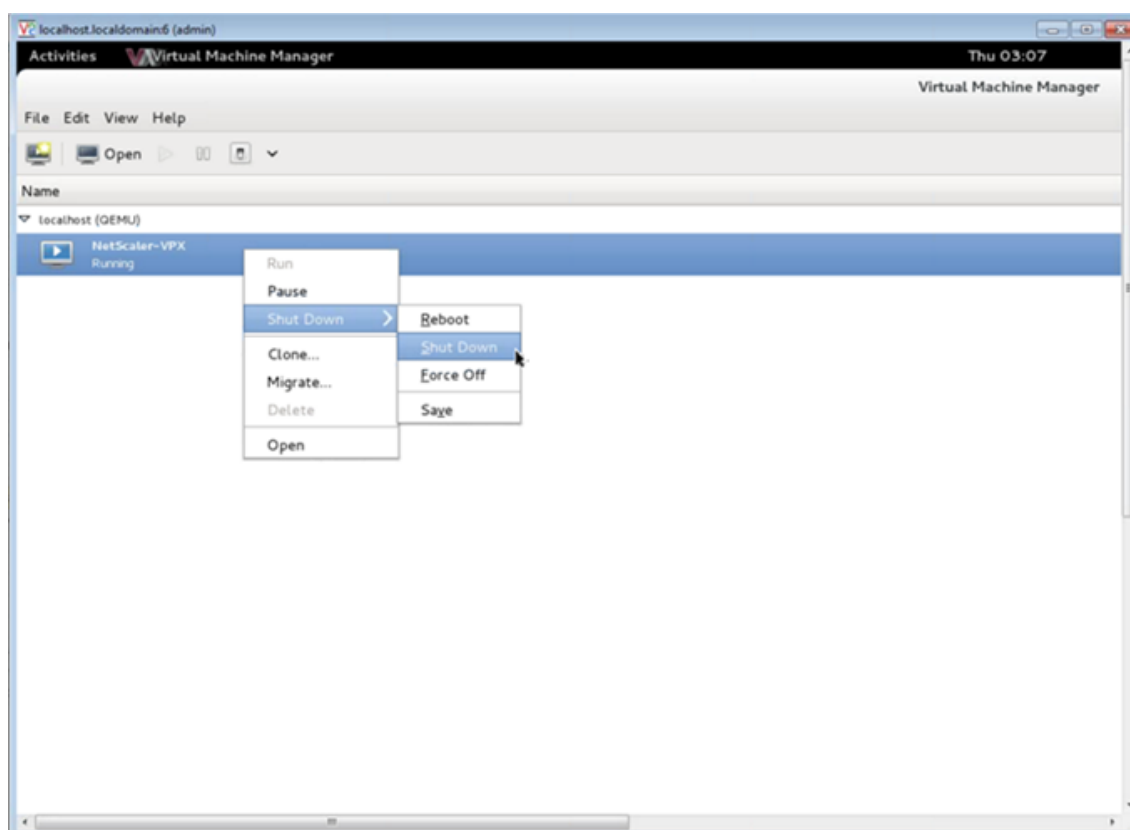 localhost.localdomain:6 (admin)
Activities Virtual Machine Manager Thu 03:07
Virtual Machine Manager
File Edit View Help
Open
Name
localhost (QEMU)
NetScaler-VPX
Running
Run
Pause
Shut Down
Clone...
Migrate...
Delete
Open
Reboot
Shut Down
Force Off
Save